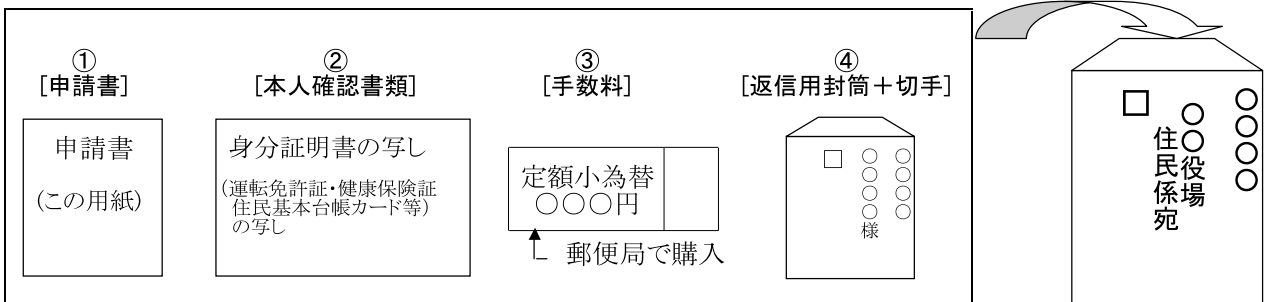 ①
[申請書]
申請書
(この用紙)
②
[本人確認書類]
身分証明書の写し
(運転免許証・健康保険証
住民基本台帳カード等)
の写し
③
[手数料]
定額小為替
○○○円
郵便局で購入
④
[返信用封筒＋切手]
□
○○○○
○○○○様
□
○○○○
○○役場
住民係宛